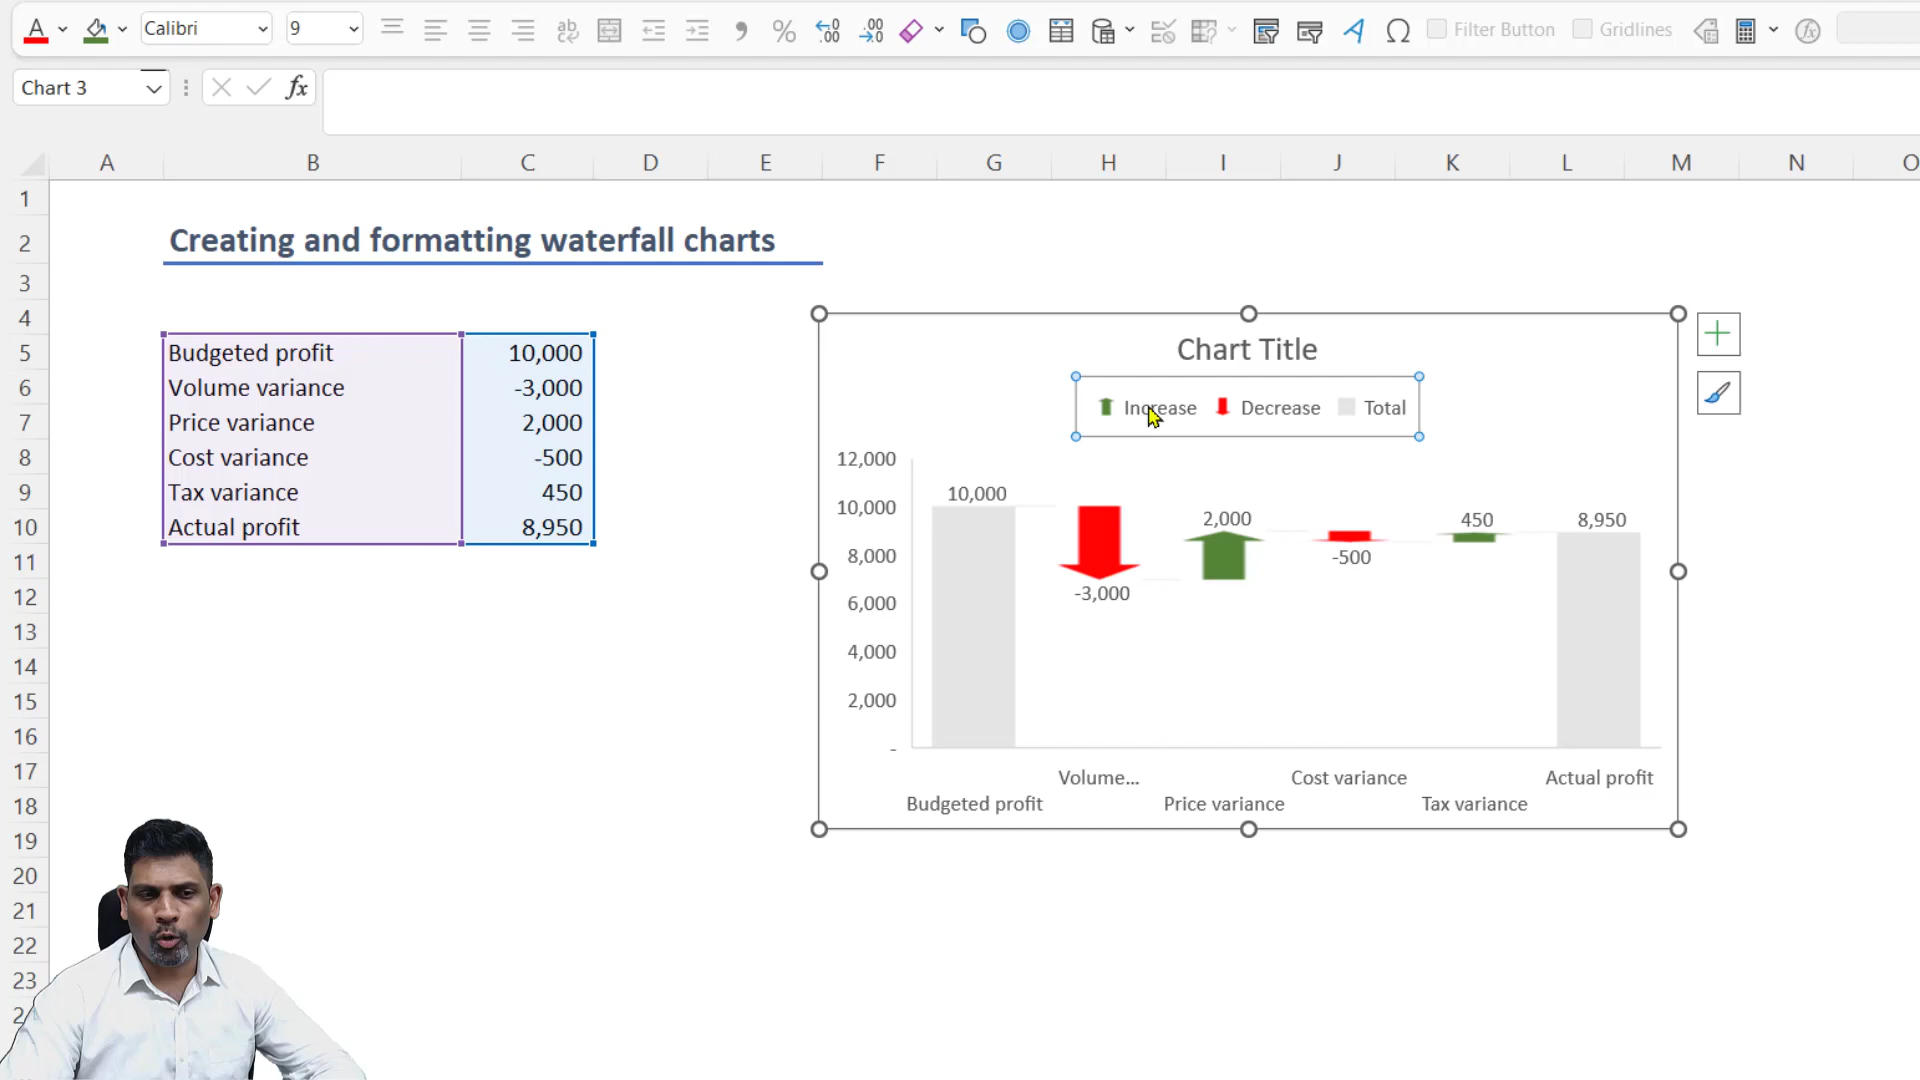 A Calibri 9 ab Filter Button Gridlines
Chart 3 fx
A B C D E F G H I J K L M N O
1
2 Creating and formatting waterfall charts
3
4
5 Budgeted profit 10,000
6 Volume variance -3,000
7 Price variance 2,000
8 Cost variance -500
9 Tax variance 450
10 Actual profit 8,950
11
12
13
14
15
16
17
18
19
20
21
22
23
Chart Title
Increase Decrease Total
12,000
10,000
8,000
6,000
4,000
2,000
-
10,000
-3,000
2,000
-500
450
8,950
Budgeted profit
Volume...
Price variance
Cost variance
Tax variance
Actual profit